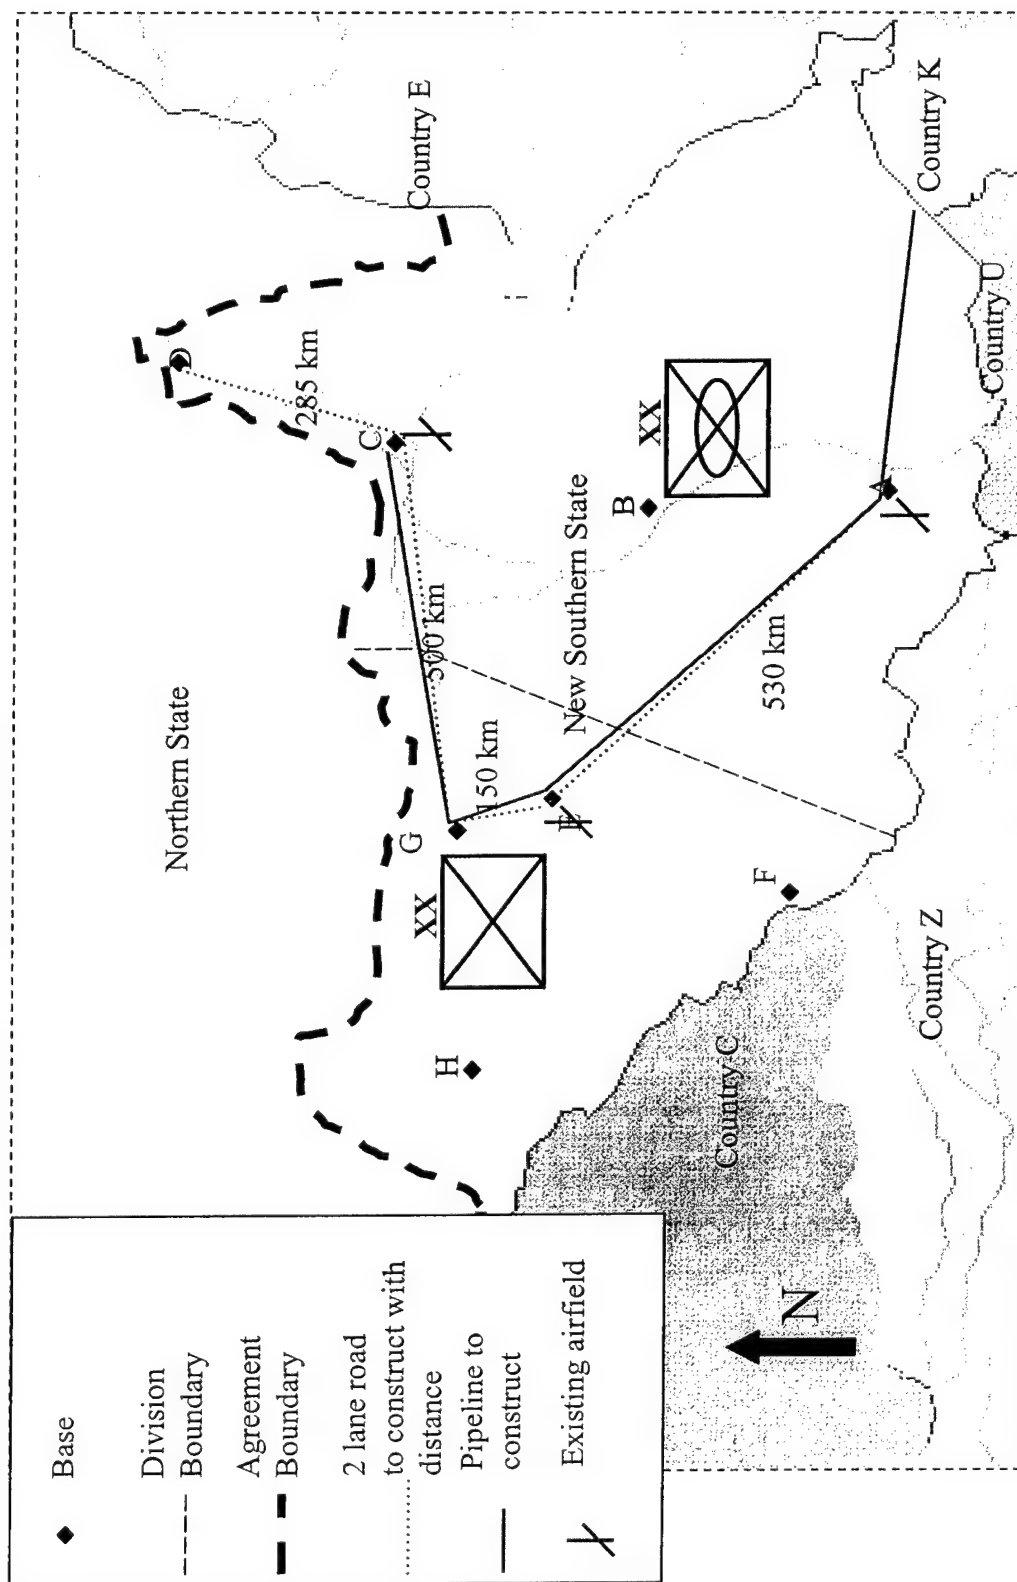 Northern State
Country E
D
285 km
C
500 km
G
150 km
XX
H
E
New Southern State
B
XX
530 km
A
F
Country C
Country Z
Country U
Country K
N
Base
Division
Boundary
Agreement
Boundary
2 lane road
to construct with
distance
Pipeline to
construct
Existing airfield